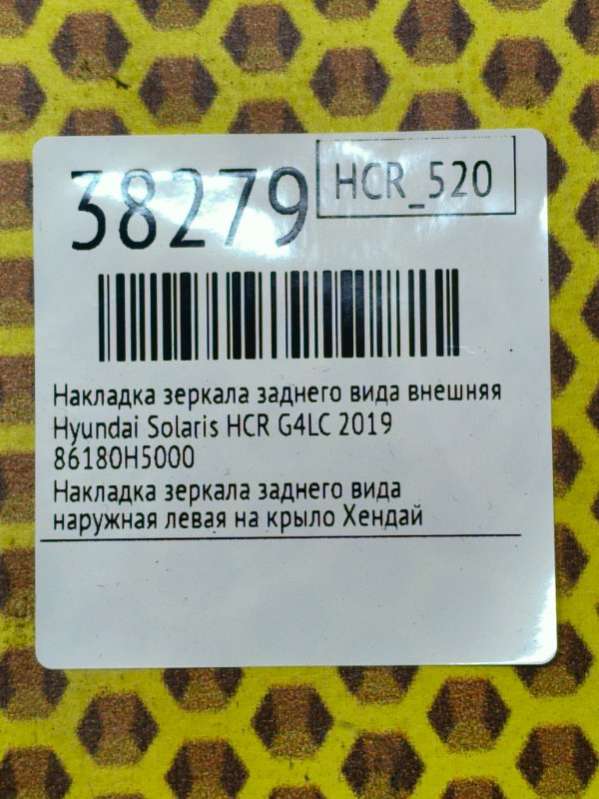 38279
HCR_520
Накладка зеркала заднего вида внешняя
Hyundai Solaris HCR G4LC 2019
86180H5000
Накладка зеркала заднего вида
наружная левая на крыло Хендай